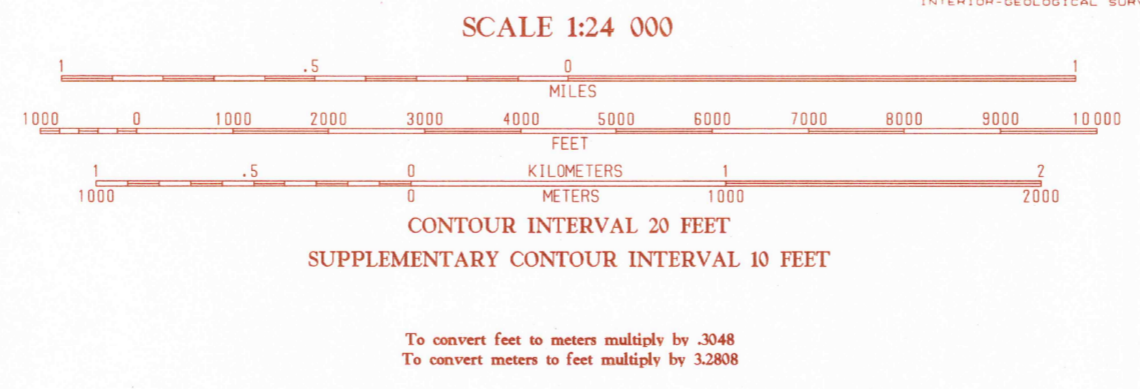 INTERIOR-GEOLOGICAL
SCALE 1:24 000
1 .5 0 1
MILES
1000 0 1000 2000 3000 4000 5000 6000 7000 8000 9000 10 000
FEET
1 .5 0 KILOMETERS 1 2
1000 0 METERS 1000 2000
CONTOUR INTERVAL 20 FEET
SUPPLEMENTARY CONTOUR INTERVAL 10 FEET
To convert feet to meters multiply by .3048
To convert meters to feet multiply by 3.2808